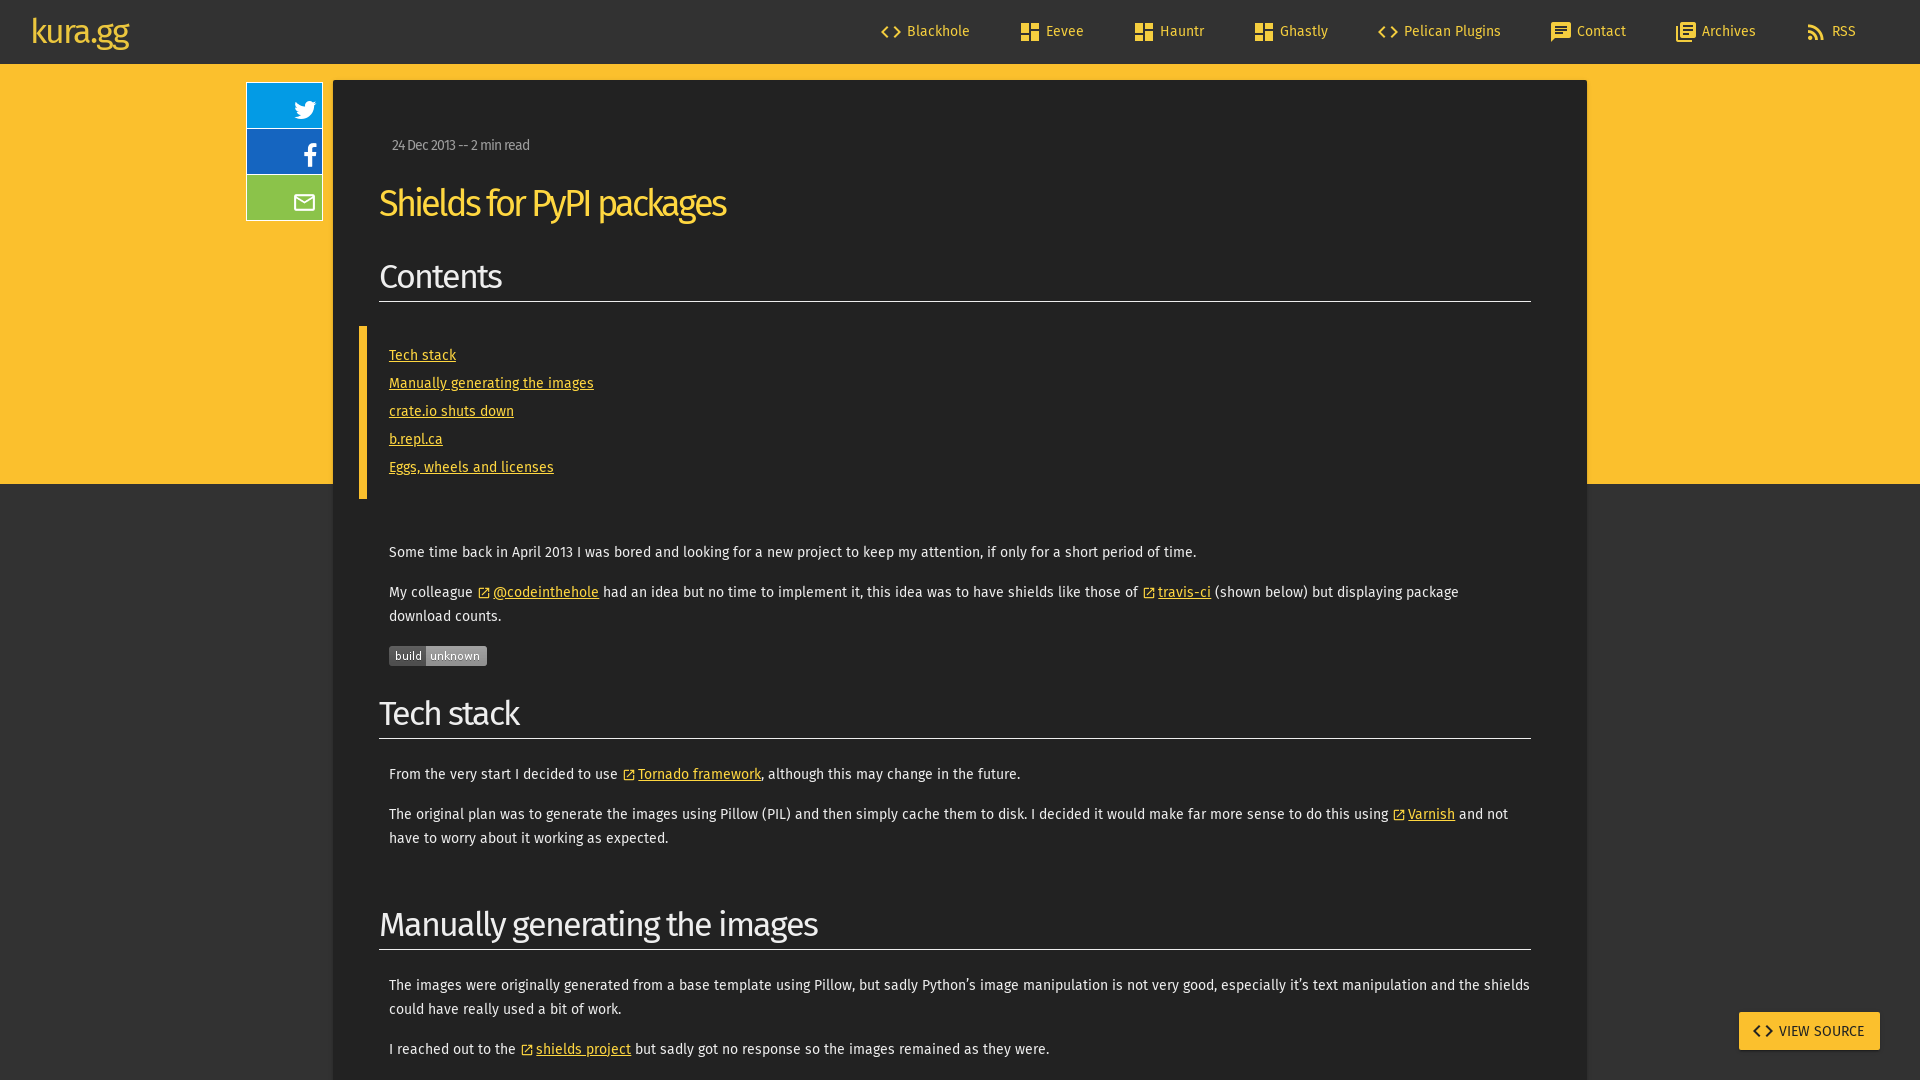 kura.gg
Blackhole
Eevee
Hauntr
Ghastly
Pelican Plugins
Contact
Archives
RSS
24 Dec 2013 -- 2 min read
Shields for PyPI packages
Contents
Tech stack
Manually generating the images
crate.io shuts down
b.repl.ca
Eggs, wheels and licenses
Some time back in April 2013 I was bored and looking for a new project to keep my attention, if only for a short period of time.
My colleague @codeinthehole had an idea but no time to implement it, this idea was to have shields like those of travis-ci (shown below) but displaying package
download counts.
build unknown
Tech stack
From the very start I decided to use Tornado framework, although this may change in the future.
The original plan was to generate the images using Pillow (PIL) and then simply cache them to disk. I decided it would make far more sense to do this using Varnish and not
have to worry about it working as expected.
Manually generating the images
The images were originally generated from a base template using Pillow, but sadly Python’s image manipulation is not very good, especially it’s text manipulation and the shields
could have really used a bit of work.
I reached out to the shields project but sadly got no response so the images remained as they were.
VIEW SOURCE